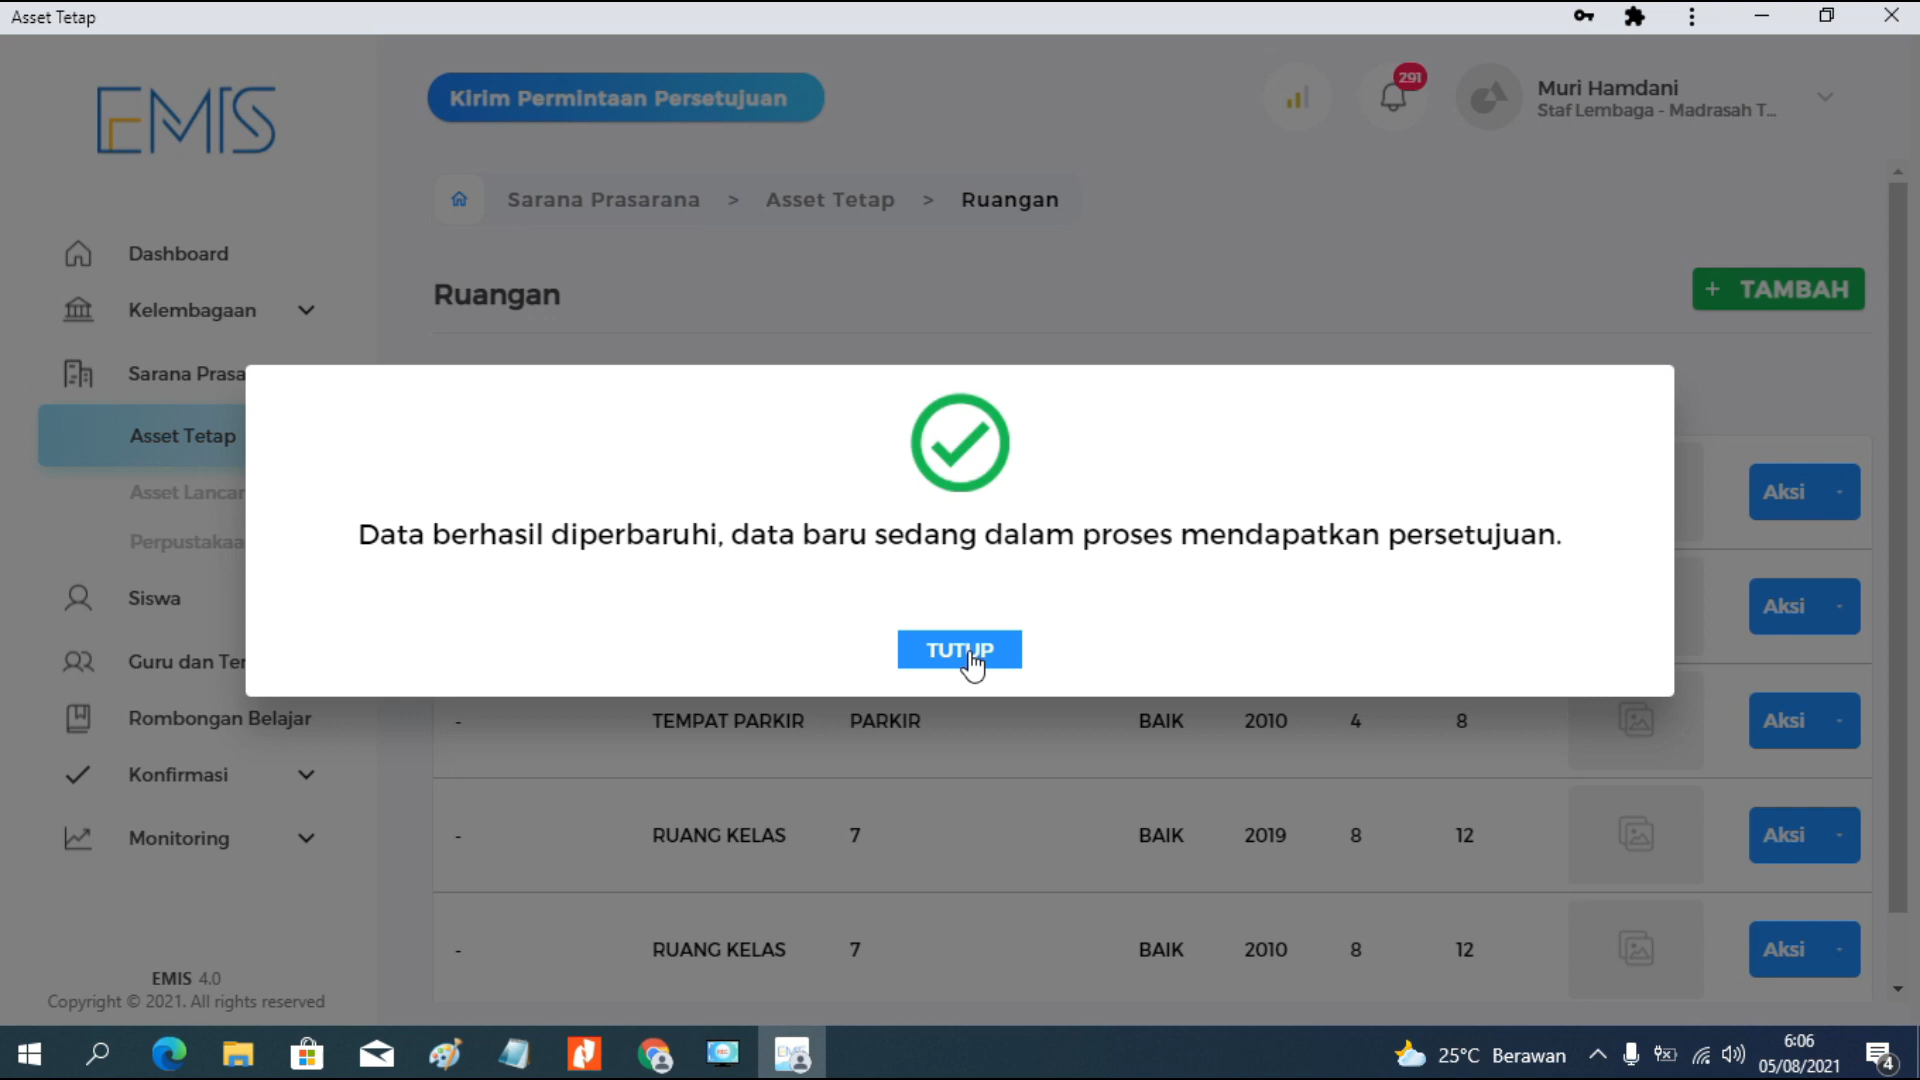 Asset Tetap
EMIS
Kirim Permintaan Persetujuan
291
Muri Hamdani
Staf Lembaga - Madrasah T...
Sarana Prasarana > Asset Tetap > Ruangan
Dashboard
Kelembagaan
Ruangan
+ TAMBAH
Sarana Prasa
Asset Tetap
Asset Lancar
Perpustakaa
Siswa
Guru dan Te
Rombongan Belajar
Konfirmasi
Monitoring
Data berhasil diperbaruhi, data baru sedang dalam proses mendapatkan persetujuan.
TUTUP
Aksi
Aksi
- TEMPAT PARKIR PARKIR BAIK 2010 4 8 Aksi
- RUANG KELAS 7 BAIK 2019 8 12 Aksi
- RUANG KELAS 7 BAIK 2010 8 12 Aksi
EMIS 4.0
Copyright © 2021. All rights reserved
25°C Berawan
6:06
05/08/2021
4